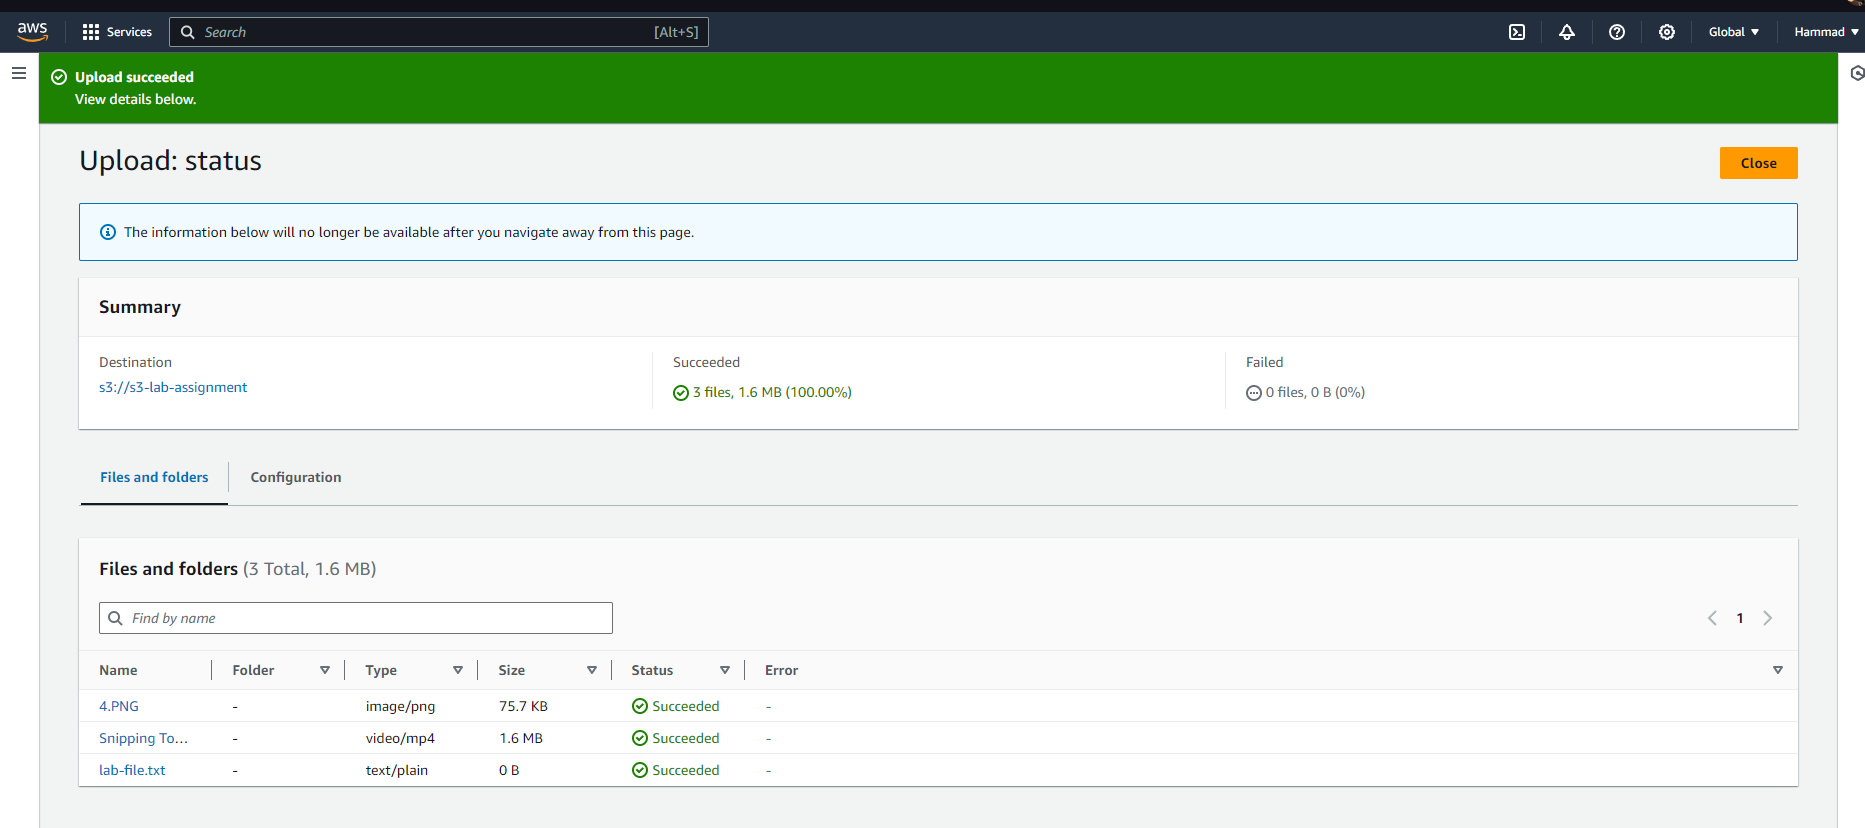 aws Services Search [Alt+S] Global Hammad
Upload succeeded
View details below.
Upload: status
Close
The information below will no longer be available after you navigate away from this page.
Summary
Destination Succeeded Failed
s3://s3-lab-assignment 3 files, 1.6 MB (100.00%) 0 files, 0 B (0%)
Files and folders Configuration
Files and folders (3 Total, 1.6 MB)
Find by name 1
Name Folder Type Size Status Error
4.PNG - image/png 75.7 KB Succeeded -
Snipping To... - video/mp4 1.6 MB Succeeded -
lab-file.txt - text/plain 0 B Succeeded -